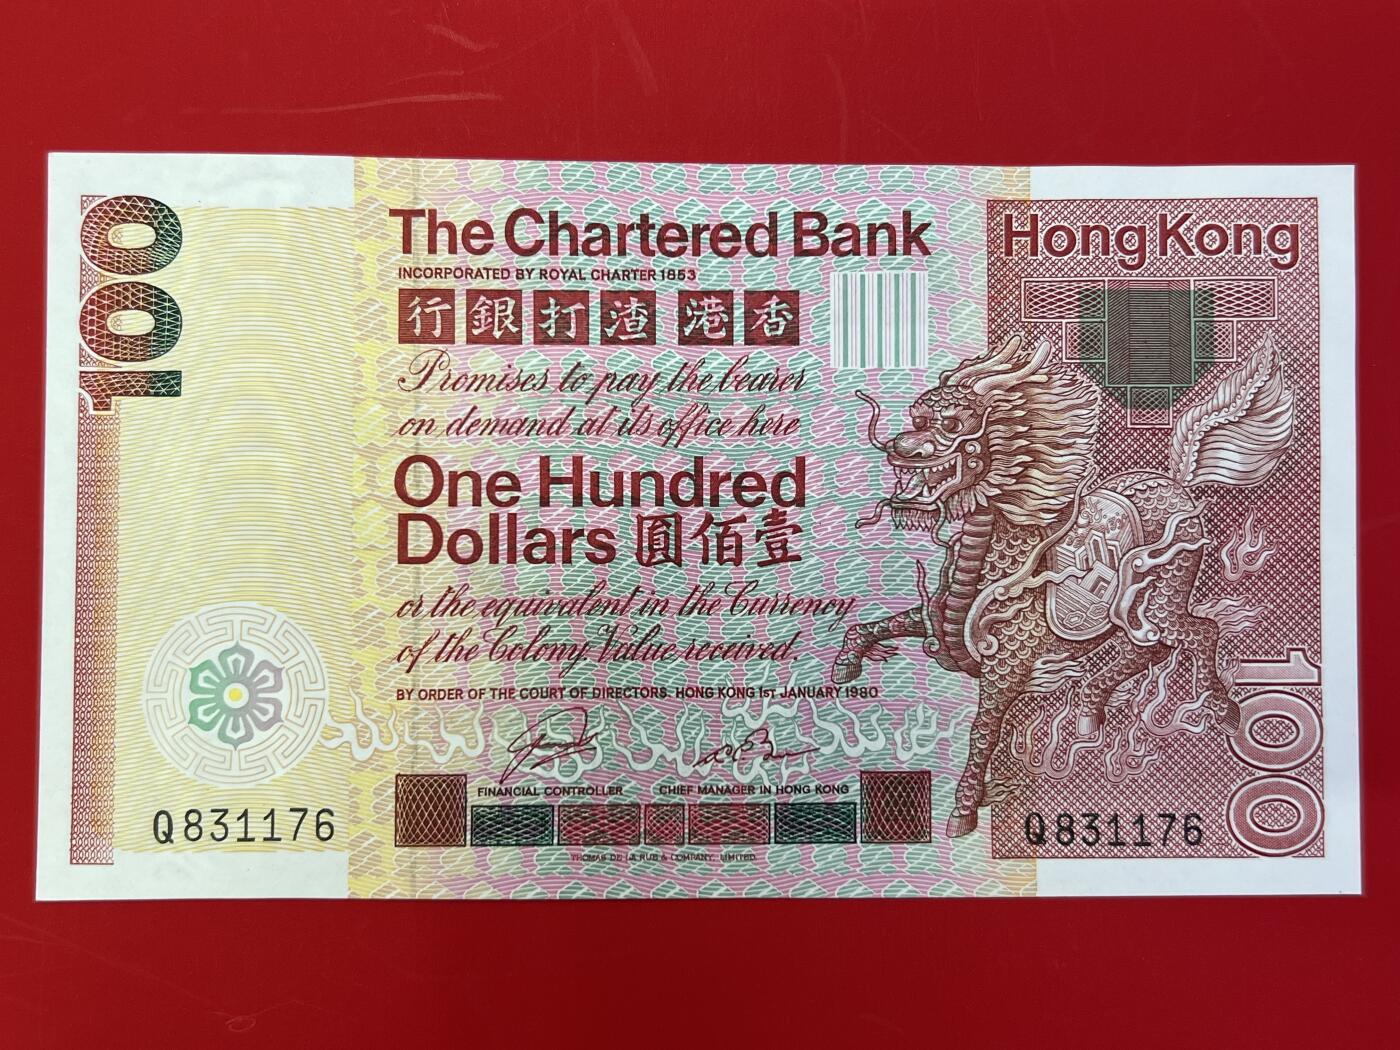 100
The Chartered Bank
INCORPORATED BY ROYAL CHARTER 1853
行銀打渣 港香
Promises to pay the bearer
on demand at its office here
One Hundred
Dollars 圓佰壹
or the equivalent in the Currency
of the Colony. Value received.
BY ORDER OF THE COURT OF DIRECTORS. HONG KONG 1ST JANUARY 1980
FINANCIAL CONTROLLER
CHIEF MANAGER IN HONG KONG
THOMAS DE LA RUE & COMPANY, LIMITED.
Q831176
Hong Kong
100
Q831176